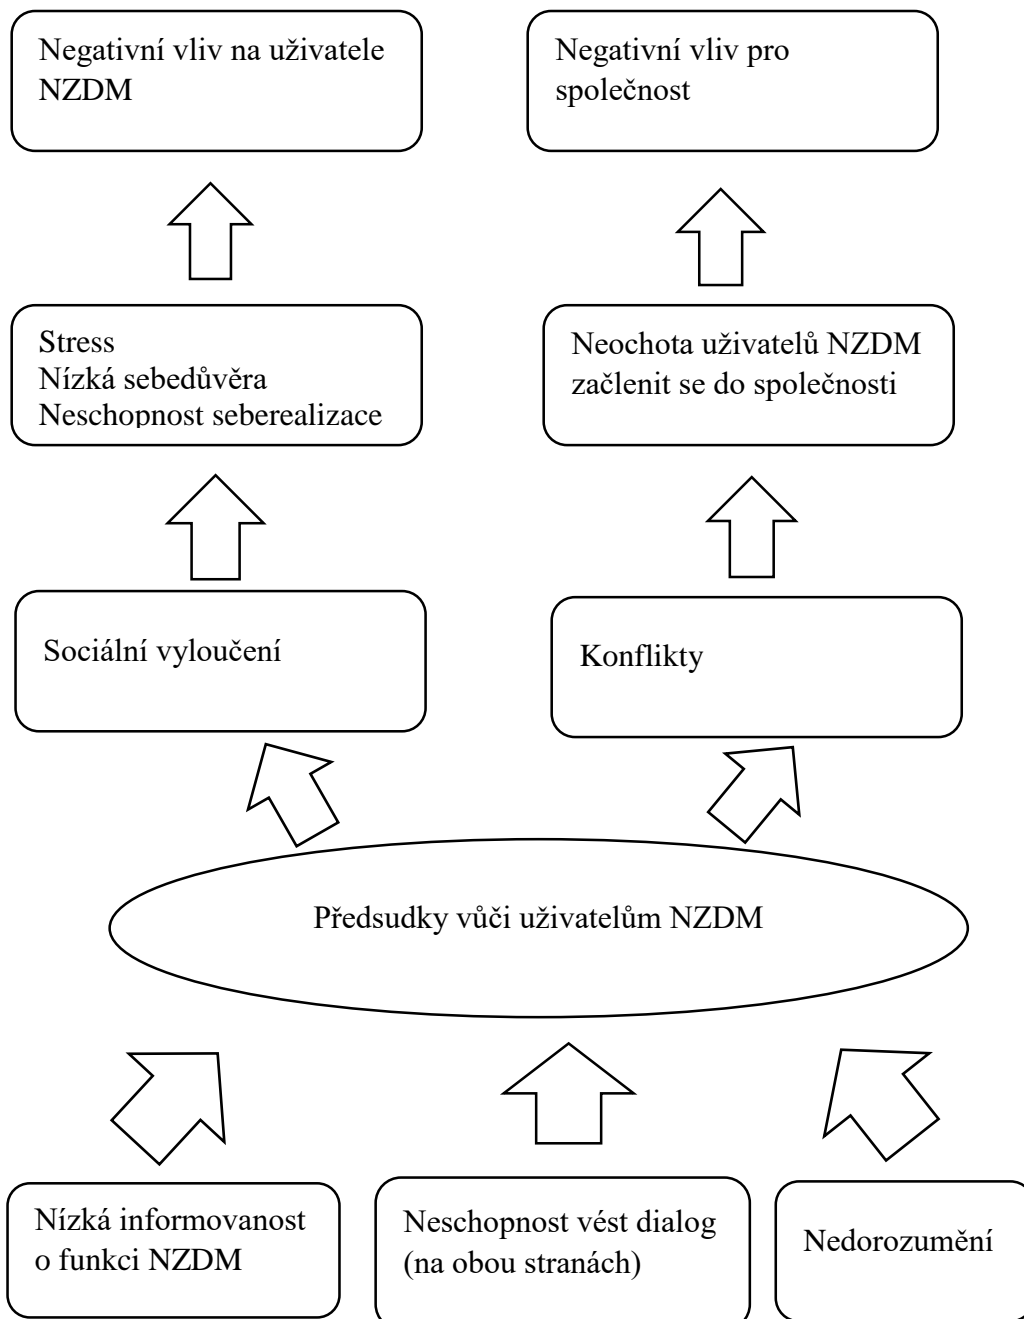 Negativní vliv na uživatele
NZDM
Negativní vliv pro
společnost
Stress
Nízká sebedůvěra
Neschopnost seberealizace
Neochota uživatelů NZDM
začlenit se do společnosti
Sociální vyloučení
Konflikty
Předsudky vůči uživatelům NZDM
Nízká informovanost
o funkci NZDM
Neschopnost vést dialog
(na obou stranách)
Nedorozumění